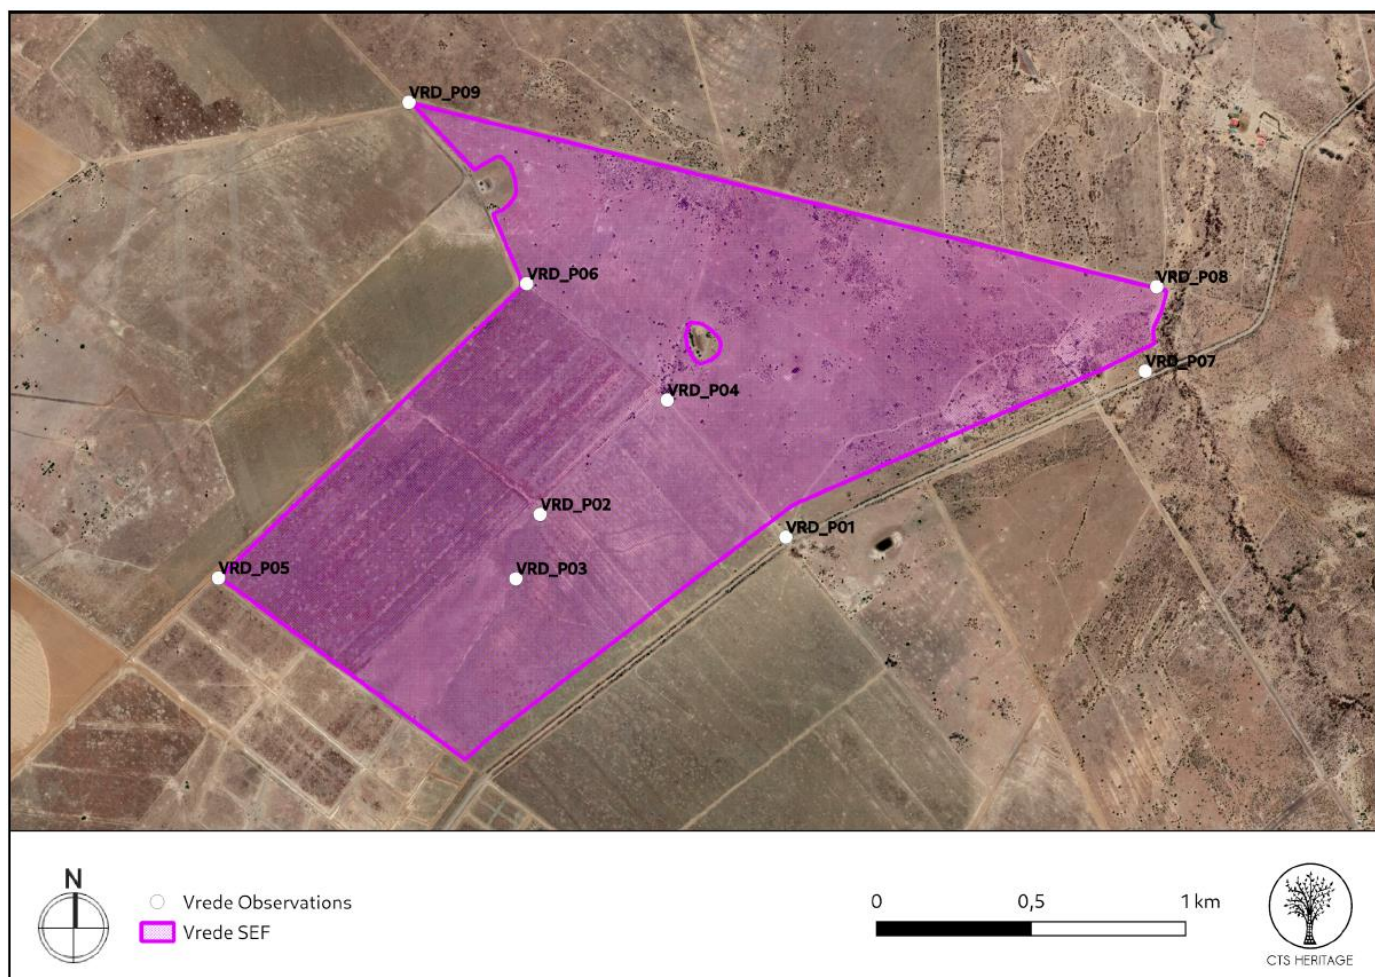 VRD_P09
VRD_P06
VRD_P08
VRD_P07
VRD_P04
VRD_P02
VRD_P01
VRD_P05
VRD_P03
N
Vrede Observations
Vrede SEF
0 0,5 1 km
CTS HERITAGE